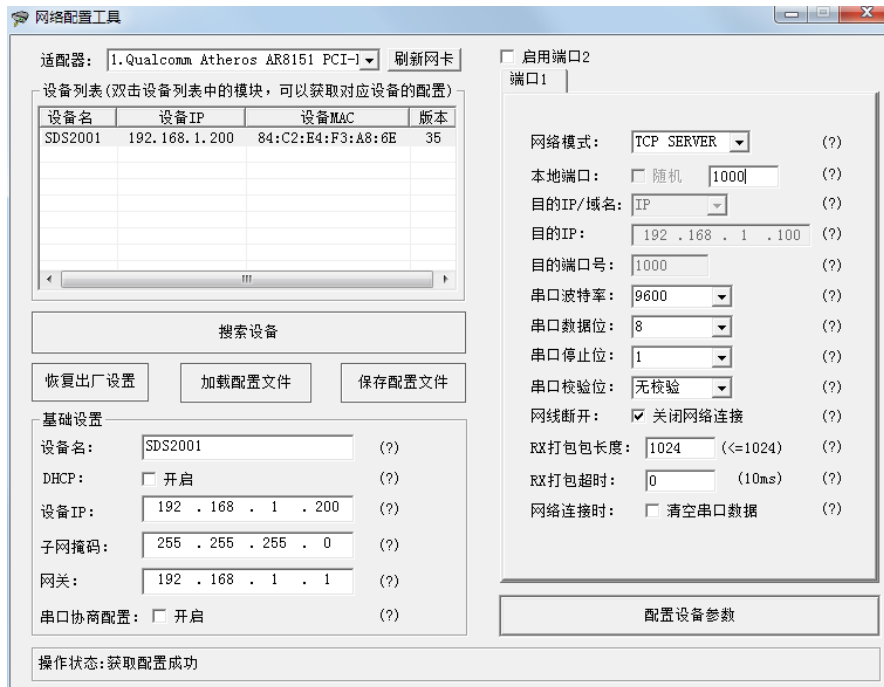 网络配置工具
适配器: 1.Qualcomm Atheros AR8151 PCI-I 刷新网卡
设备列表(双击设备列表中的模块, 可以获取对应设备的配置)
设备名 设备IP 设备MAC 版本
SDS2001 192.168.1.200 84:C2:E4:F3:A8:6E 35
搜索设备
恢复出厂设置 加载配置文件 保存配置文件
基础设置
设备名: SDS2001 (?)
DHCP: 开启 (?)
设备IP: 192 . 168 . 1 . 200 (?)
子网掩码: 255 . 255 . 255 . 0 (?)
网关: 192 . 168 . 1 . 1 (?)
串口协商配置: 开启 (?)
启用端口2
端口1
网络模式: TCP SERVER (?)
本地端口: 随机 1000 (?)
目的IP/域名: IP (?)
目的IP: 192 . 168 . 1 . 100 (?)
目的端口号: 1000 (?)
串口波特率: 9600 (?)
串口数据位: 8 (?)
串口停止位: 1 (?)
串口校验位: 无校验 (?)
网线断开: 关闭网络连接 (?)
RX打包包长度: 1024 (<=1024) (?)
RX打包超时: 0 (10ms) (?)
网络连接时: 清空串口数据 (?)
配置设备参数
操作状态:获取配置成功